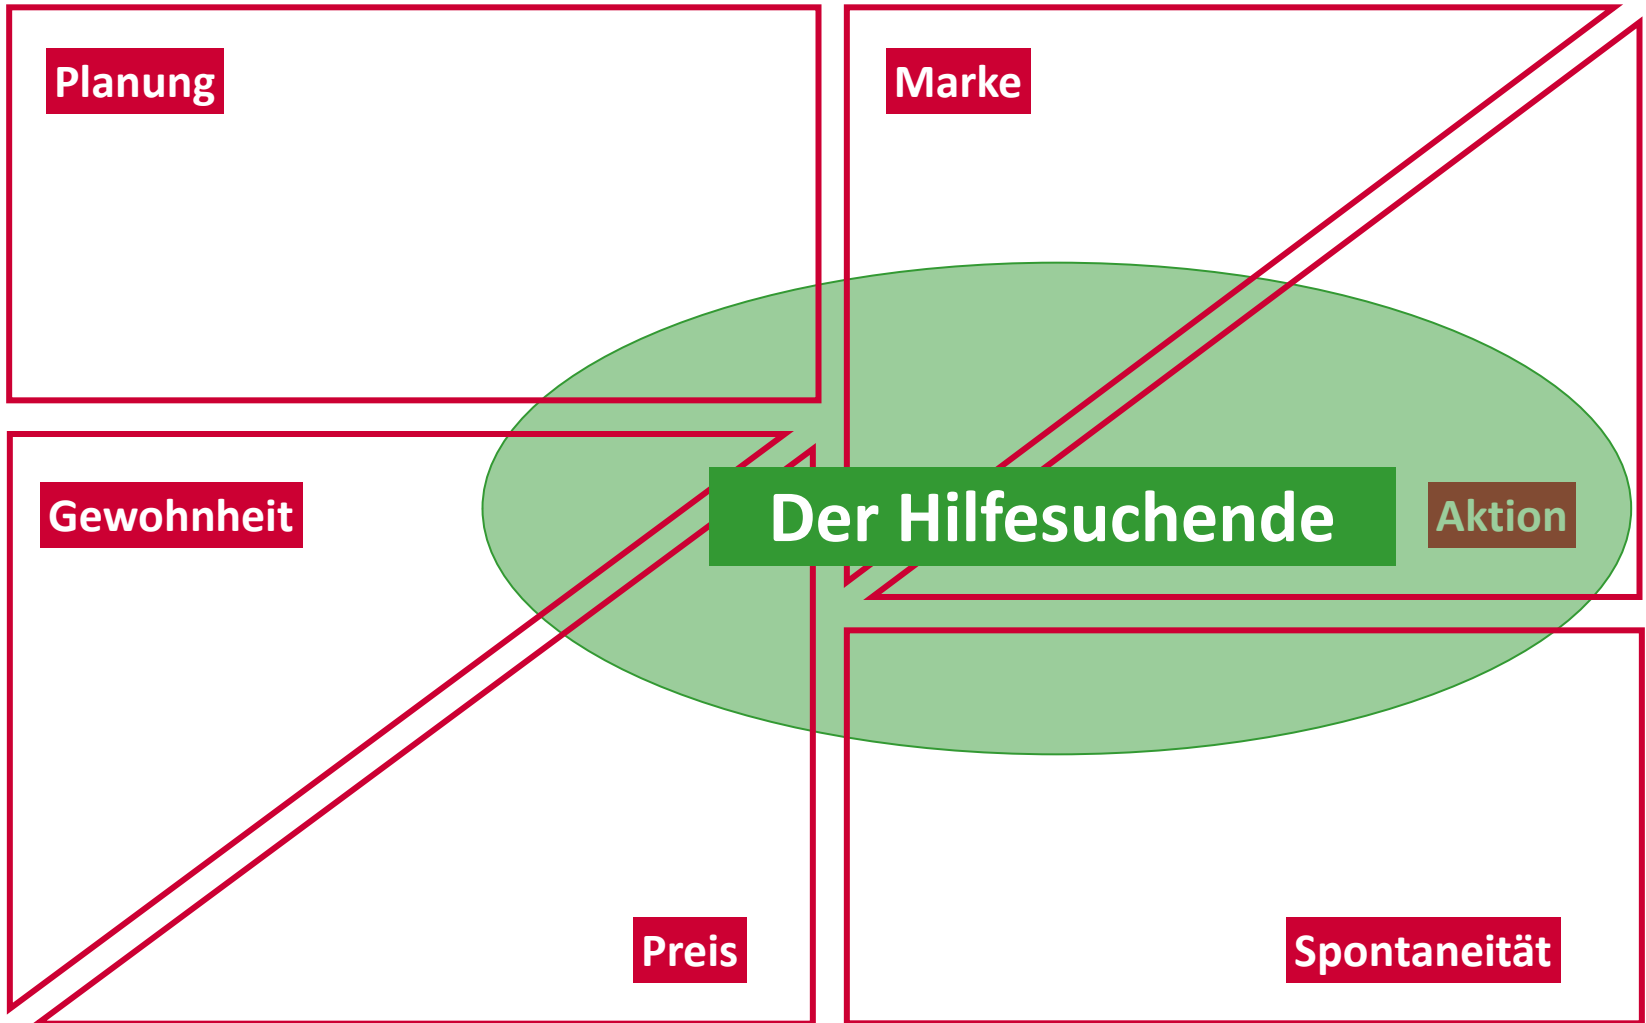 Planung
Marke
Gewohnheit
Der Hilfesuchende
Aktion
Preis
Spontaneität